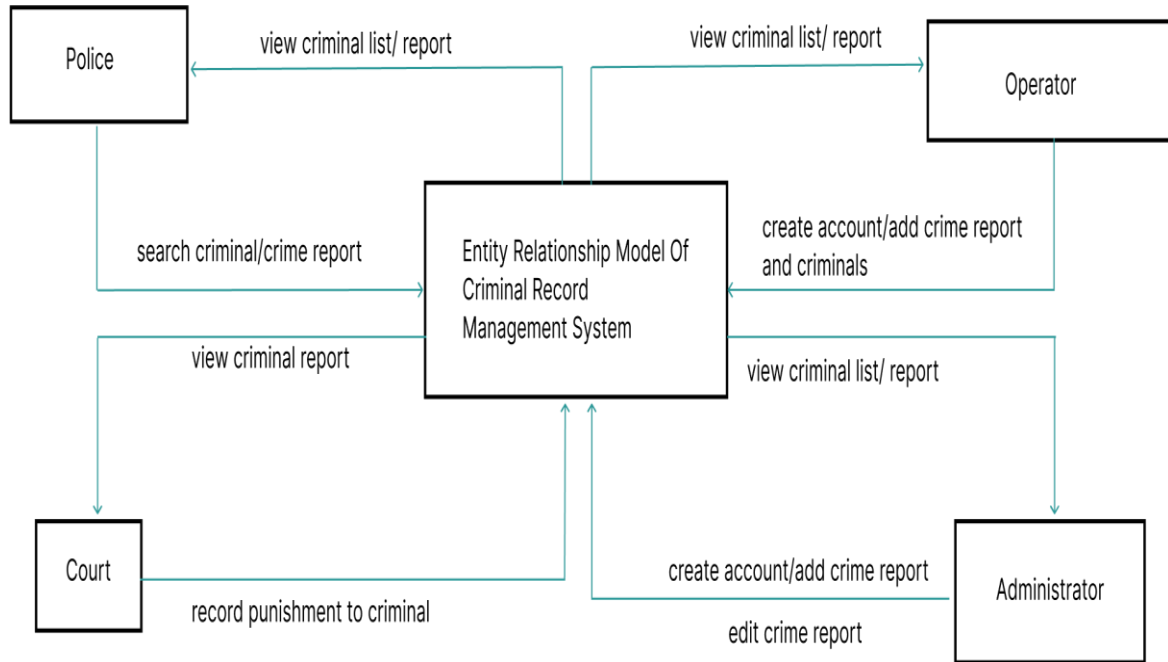 Police
view criminal list/ report
view criminal list/ report
Operator
search criminal/crime report
Entity Relationship Model Of
Criminal Record
Management System
create account/add crime report
and criminals
view criminal report
view criminal list/ report
Court
record punishment to criminal
create account/add crime report
edit crime report
Administrator